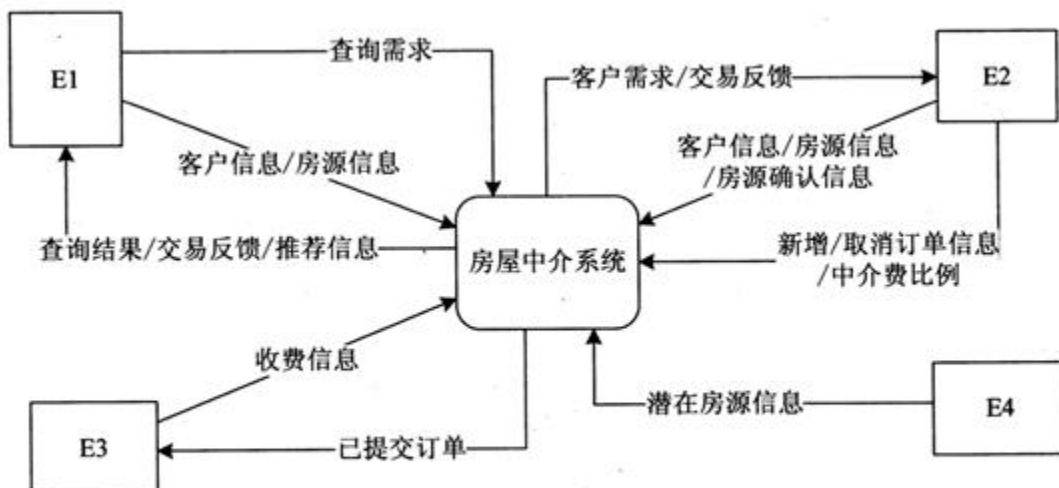 E1
查询需求
客户需求/交易反馈
E2
客户信息/房源信息
客户信息/房源信息
/房源确认信息
查询结果/交易反馈/推荐信息
房屋中介系统
新增/取消订单信息
/中介费比例
收费信息
潜在房源信息
E4
E3
已提交订单